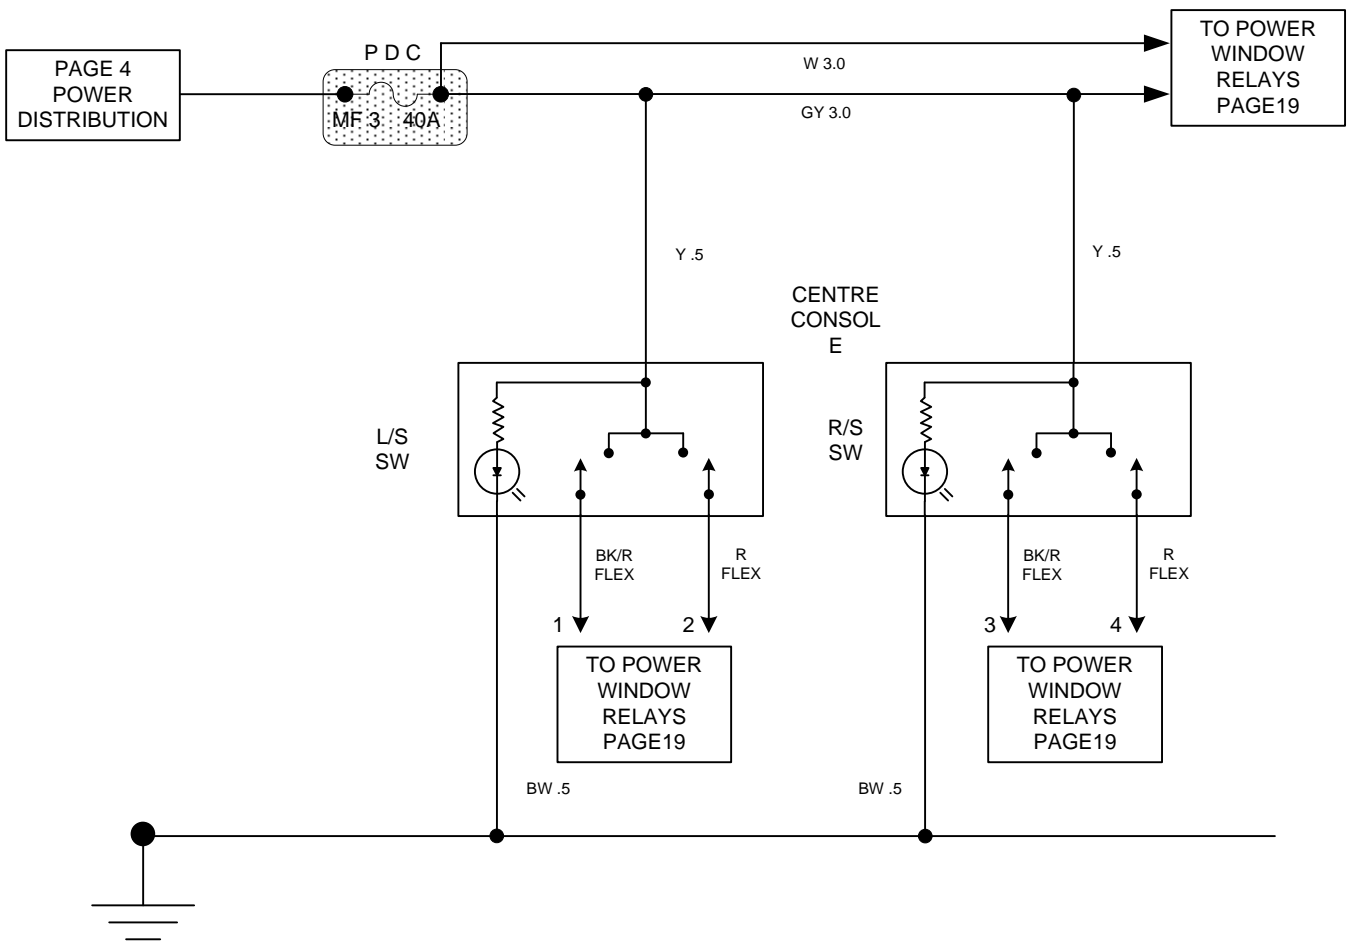 P D C
TO POWER
WINDOW
RELAYS
PAGE19
PAGE 4
POWER
DISTRIBUTION
W 3.0
MF 3 40A
GY 3.0
Y .5
Y .5
CENTRE
CONSOL
E
L/S
SW
R/S
SW
BK/R
FLEX
R
FLEX
BK/R
FLEX
R
FLEX
1
2
3
4
TO POWER
WINDOW
RELAYS
PAGE19
TO POWER
WINDOW
RELAYS
PAGE19
BW .5
BW .5